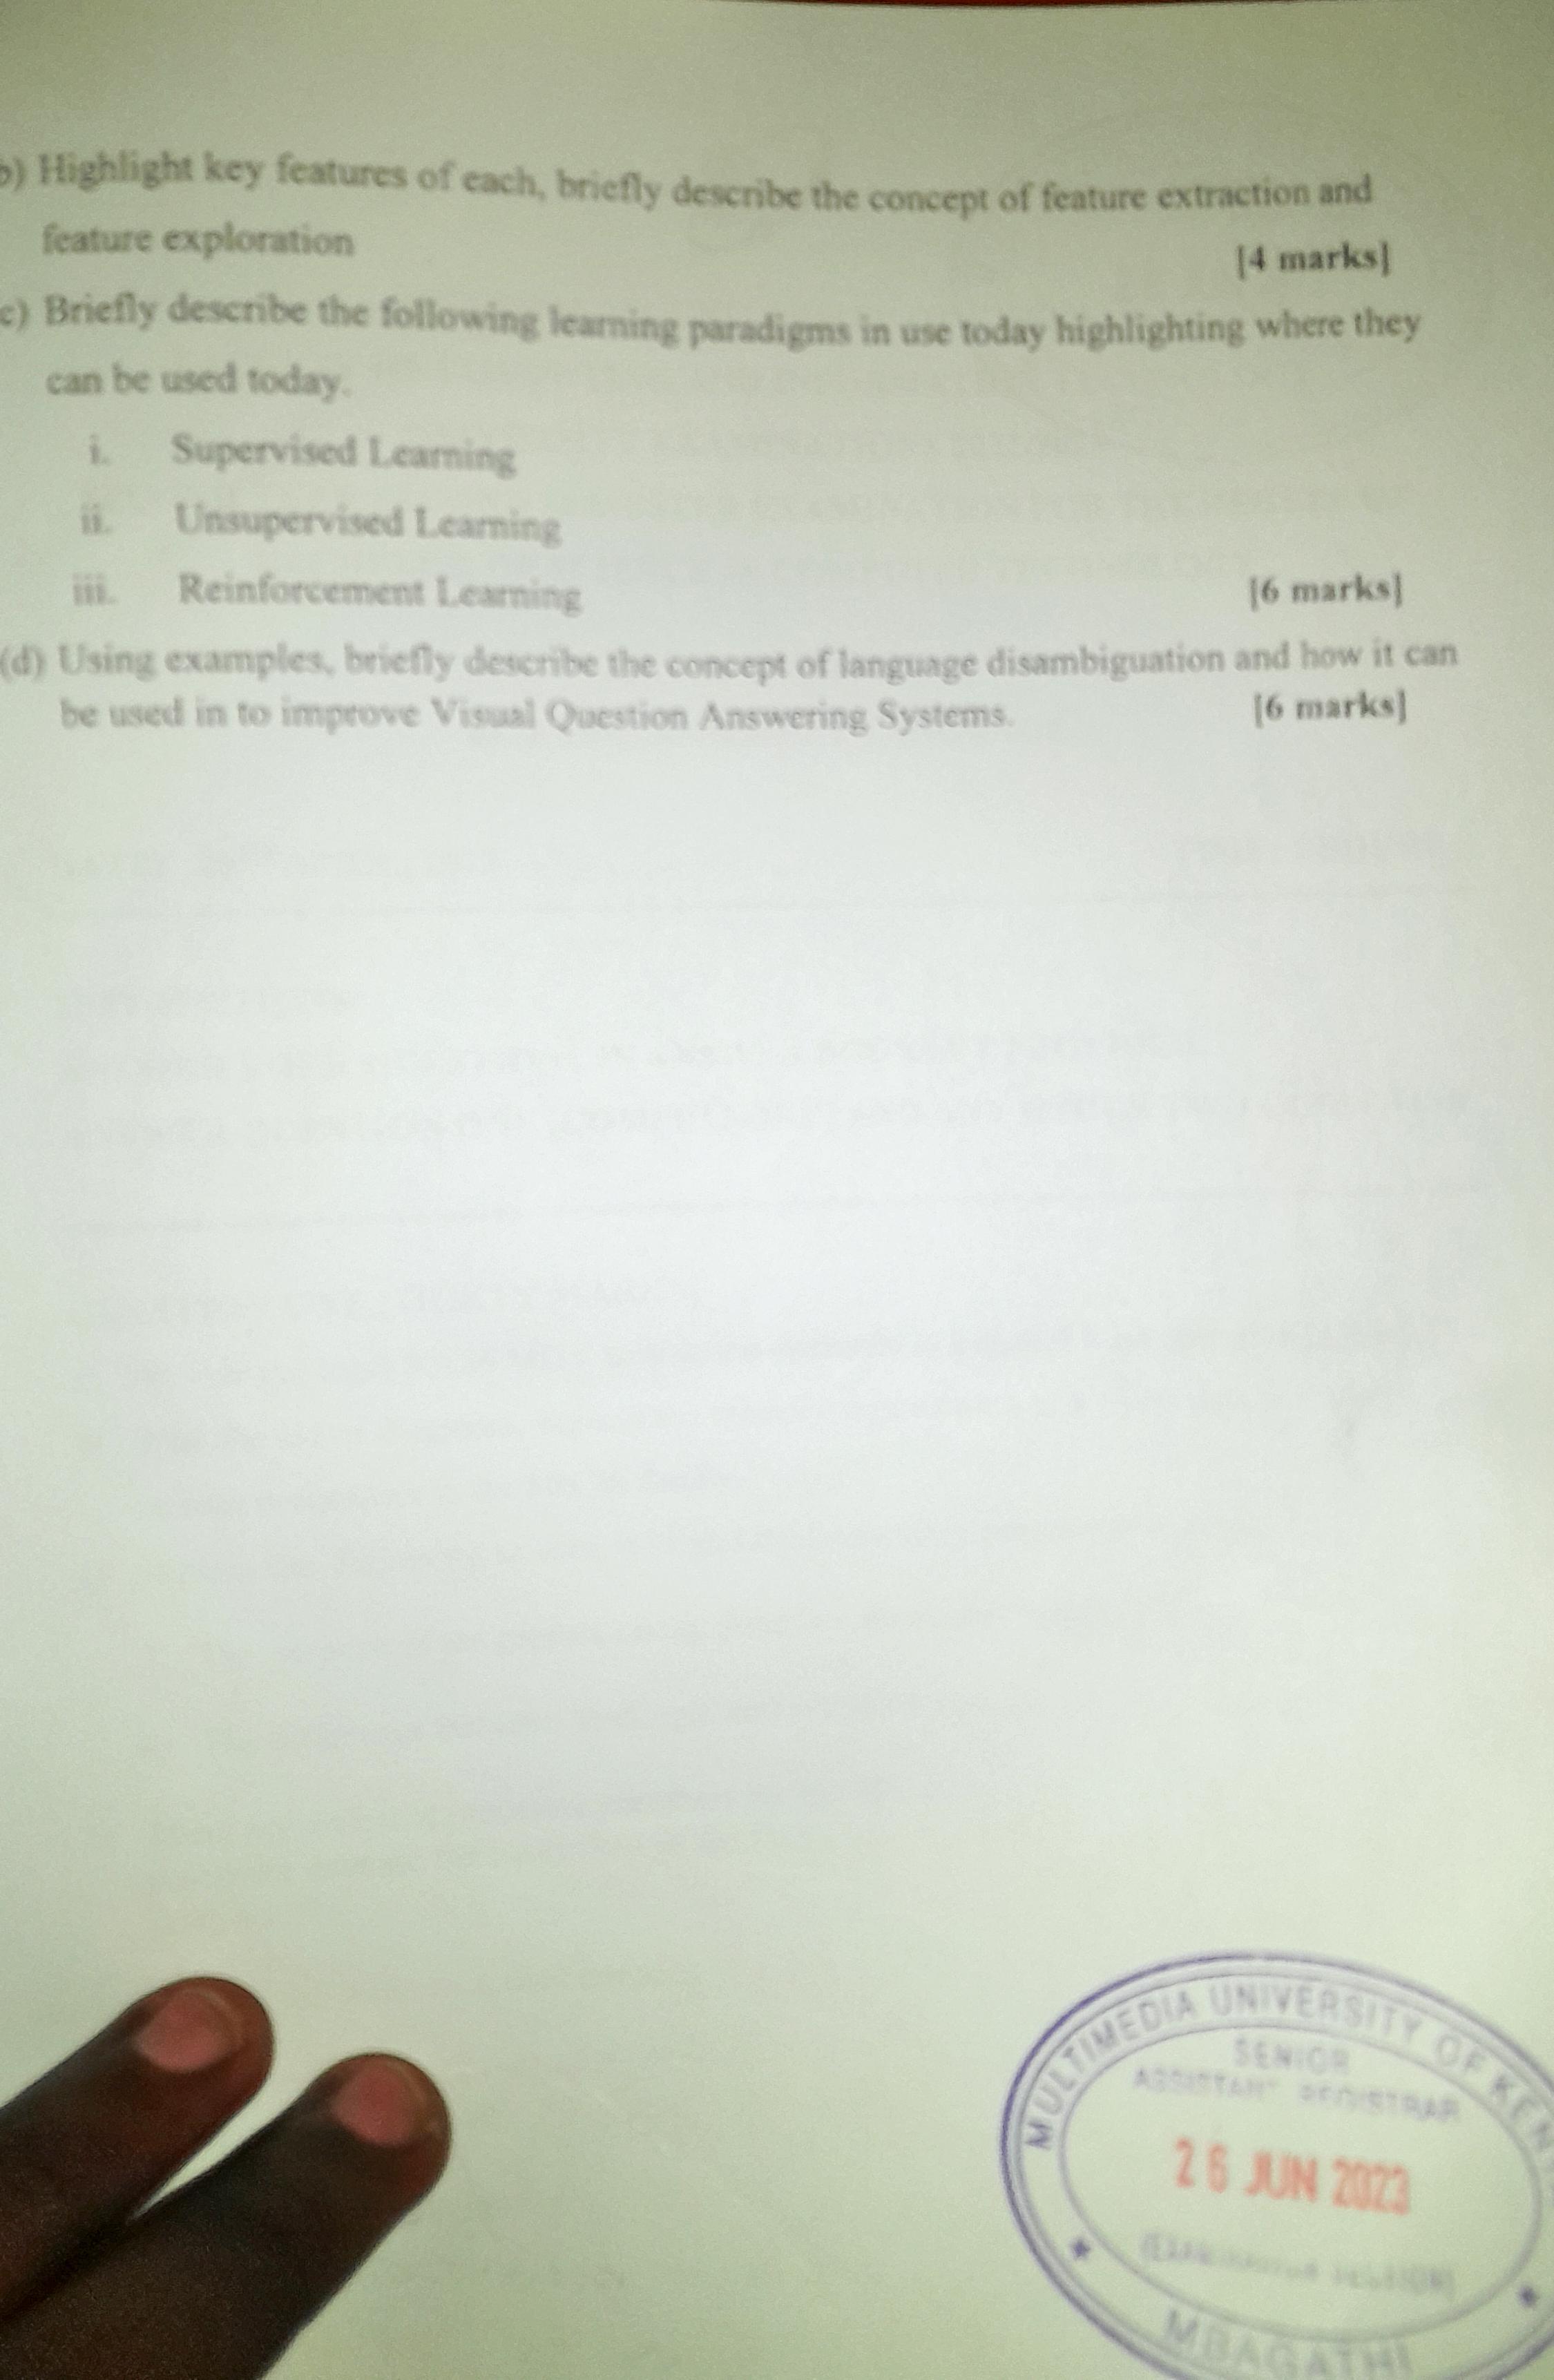 b) Highlight key features of each, briefly describe the concept of feature extraction and
feature exploration [4 marks]
c) Briefly describe the following learning paradigms in use today highlighting where they
can be used today.
i. Supervised Learning
ii. Unsupervised Learning
iii. Reinforcement Learning [6 marks]
(d) Using examples, briefly describe the concept of language disambiguation and how it can
be used in to improve Visual Question Answering Systems. [6 marks]
MULTIMEDIA UNIVERSITY OF
SENIOR
ASSISTANT REGISTRAR
26 JUN 2023
MBAGATHI